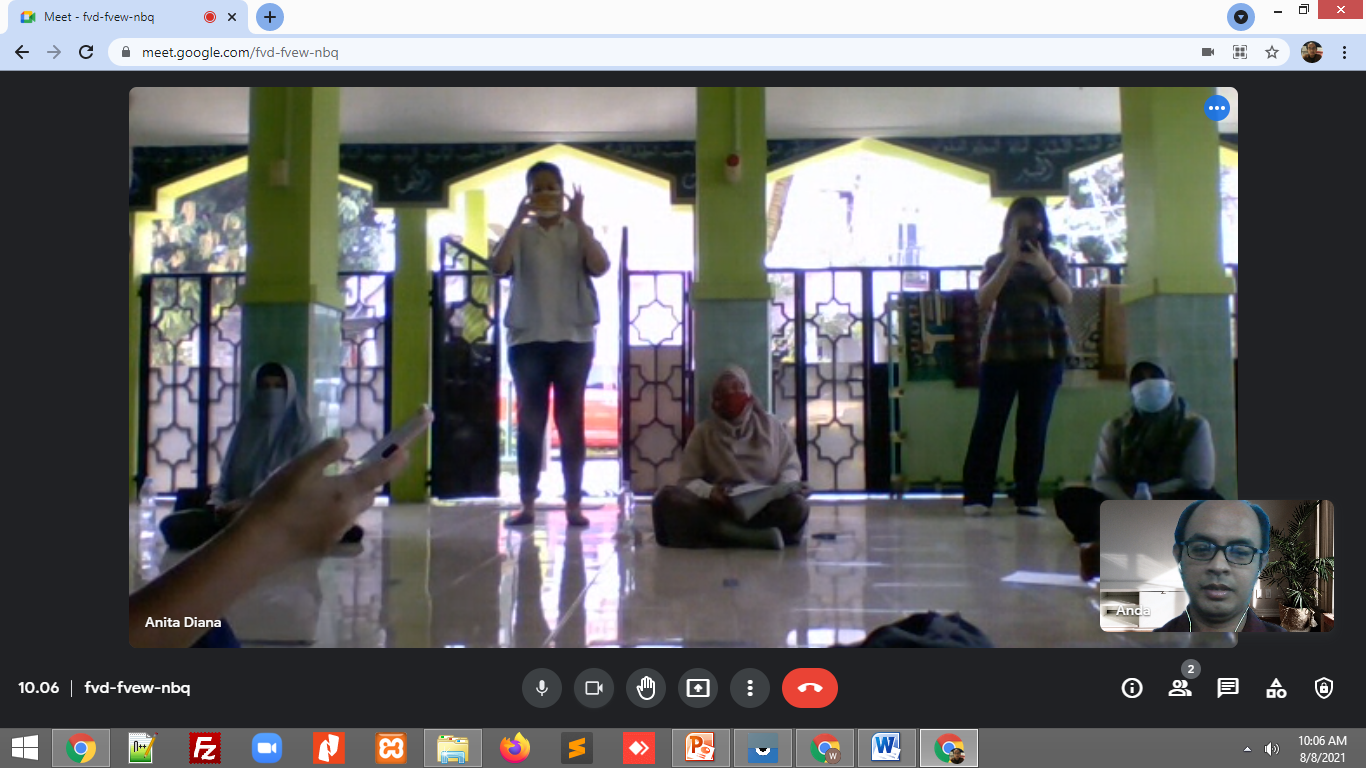 Meet - fvd-fvew-nbq
meet.google.com/fvd-fvew-nbq
Anita Diana
Anda
10.06 | fvd-fvew-nbq
2
10:06 AM
8/8/2021